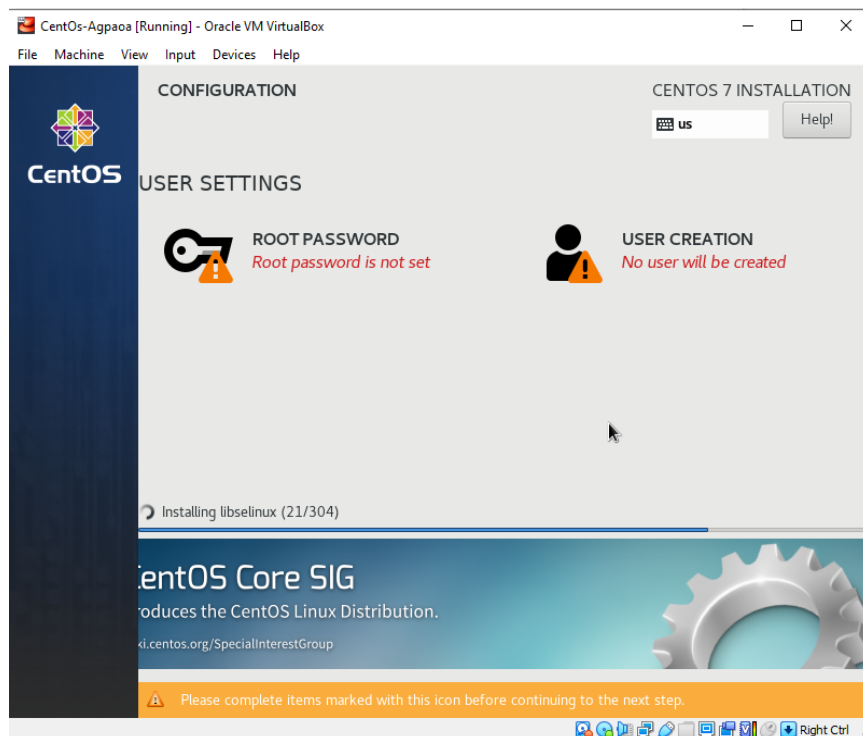 CentOs-Agpaoa [Running] - Oracle VM VirtualBox
File Machine View Input Devices Help
CONFIGURATION
CENTOS 7 INSTALLATION
us
Help!
CentOS
USER SETTINGS
ROOT PASSWORD
Root password is not set
USER CREATION
No user will be created
Installing libselinux (21/304)
entOS Core SIG
oduces the CentOS Linux Distribution.
ki.centos.org/SpecialInterestGroup
Please complete items marked with this icon before continuing to the next step.
Right Ctrl